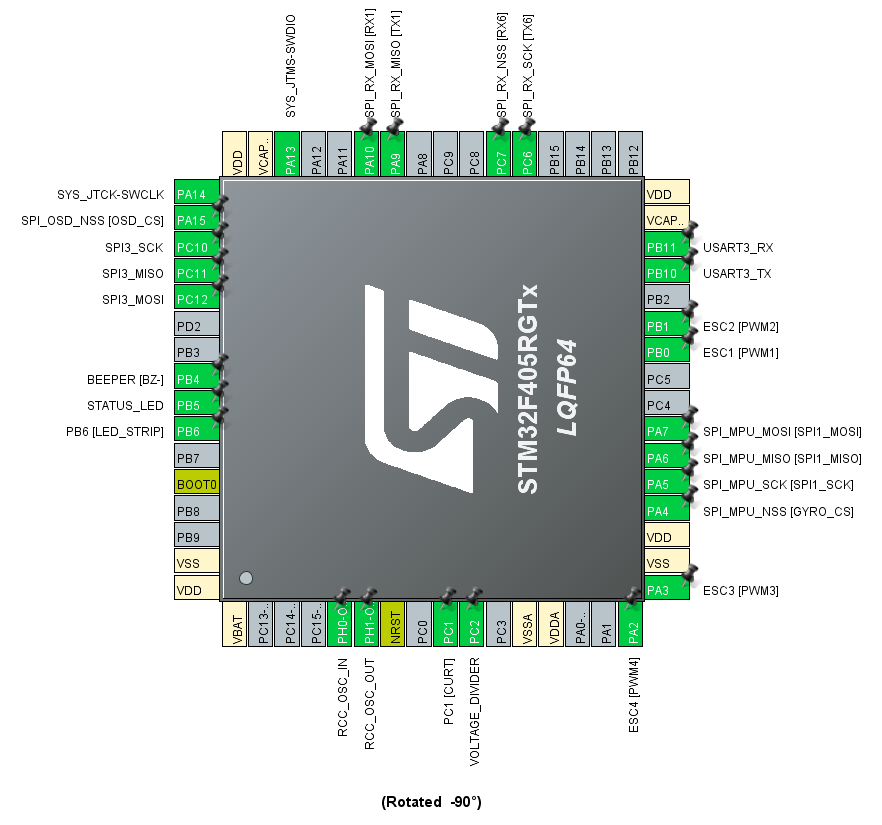 SYS_JTMS-SWDIO
SPI_RX_MOSI [RX1]
SPI_RX_MISO [TX1]
SPI_RX_NSS [RX6]
SPI_RX_SCK [TX6]
VDD
VCAP..
PA13
PA12
PA11
PA10
PA9
PA8
PC9
PC8
PC7
PC6
PB15
PB14
PB13
PB12
SYS_JTCK-SWCLK PA14
SPI_OSD_NSS [OSD_CS] PA15
SPI3_SCK PC10
SPI3_MISO PC11
SPI3_MOSI PC12
PD2
PB3
BEEPER [BZ-] PB4
STATUS_LED PB5
PB6 [LED_STRIP] PB6
PB7
BOOT0
PB8
PB9
VSS
VDD
ST
STM32F405RGTx
LQFP64
VDD
VCAP..
PB11 USART3_RX
PB10 USART3_TX
PB2
PB1 ESC2 [PWM2]
PB0 ESC1 [PWM1]
PC5
PC4
PA7 SPI_MPU_MOSI [SPI1_MOSI]
PA6 SPI_MPU_MISO [SPI1_MISO]
PA5 SPI_MPU_SCK [SPI1_SCK]
PA4 SPI_MPU_NSS [GYRO_CS]
VDD
VSS
PA3 ESC3 [PWM3]
VBAT
PC13-..
PC14-..
PC15-..
PH0-O..
PH1-O..
NRST
PC0
PC1
PC2
PC3
VSSA
VDDA
PA0-..
PA1
PA2
RCC_OSC_IN
RCC_OSC_OUT
PC1 [CURT]
VOLTAGE_DIVIDER
ESC4 [PWM4]
(Rotated -90°)